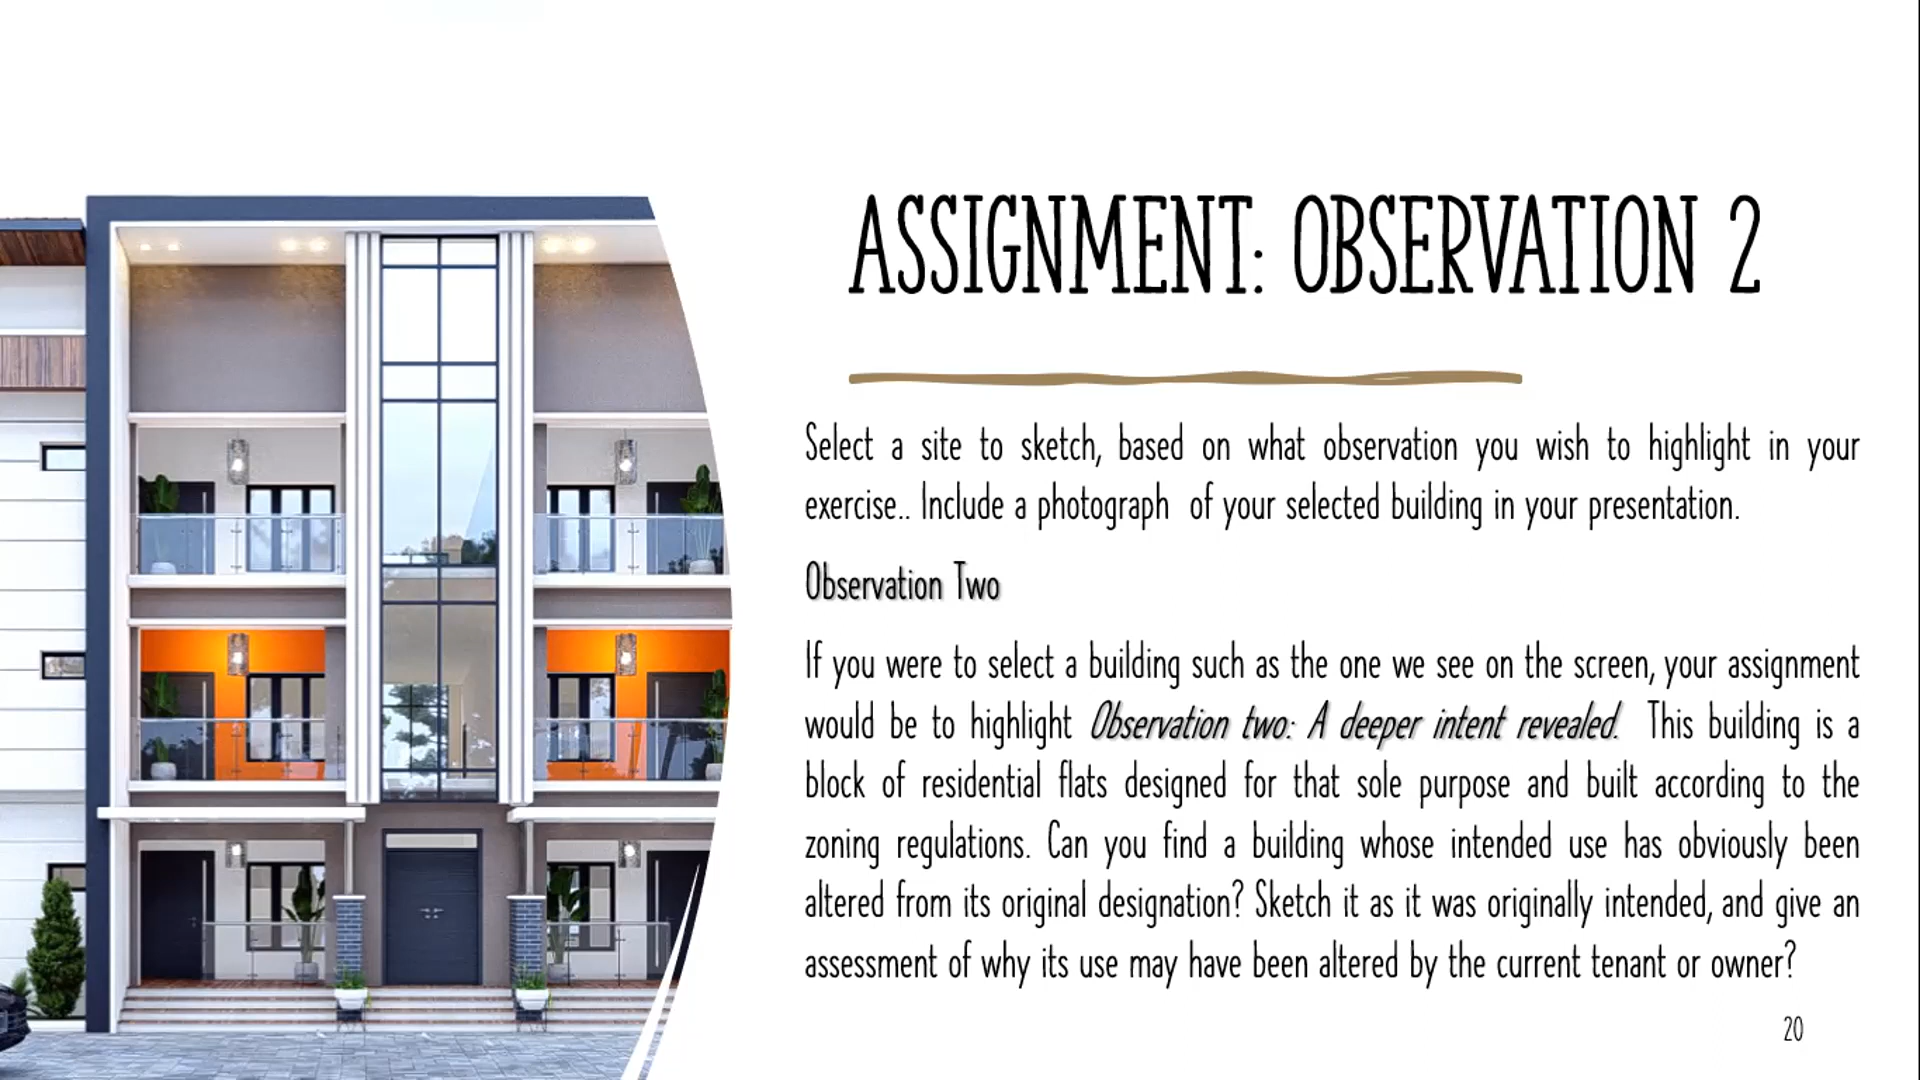 ASSIGNMENT: OBSERVATION 2
Select a site to sketch, based on what observation you wish to highlight in your
exercise.. Include a photograph of your selected building in your presentation.
Observation Two
If you were to select a building such as the one we see on the screen, your assignment
would be to highlight Observation two: A deeper intent revealed. This building is a
block of residential flats designed for that sole purpose and built according to the
zoning regulations. Can you find a building whose intended use has obviously been
altered from its original designation? Sketch it as it was originally intended, and give an
assessment of why its use may have been altered by the current tenant or owner?
20